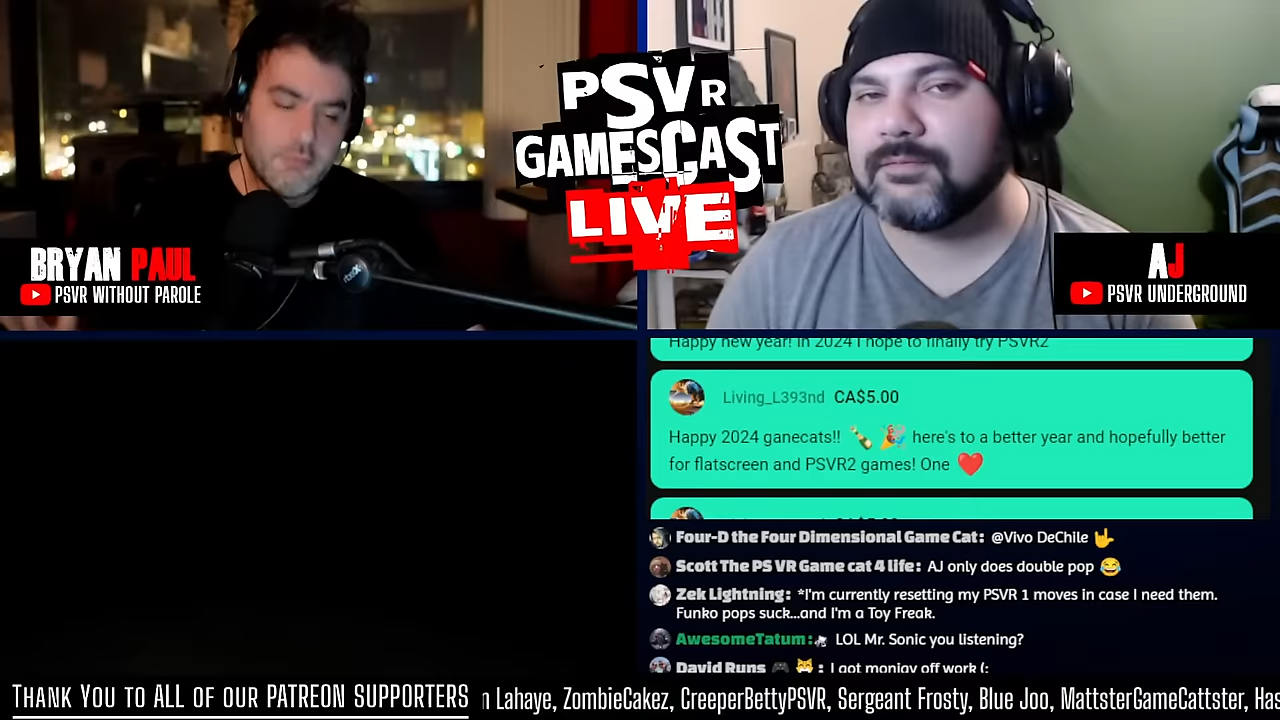 PSVR
GAMESCAST
LIVE
BRYAN PAUL
PSVR WITHOUT PAROLE
AJ
PSVR UNDERGROUND
Happy new year! In 2024 I hope to finally try PSVR2
Living_L393nd CA$5.00
Happy 2024 ganecats!! 🍾 🎉 here's to a better year and hopefully better
for flatscreen and PSVR2 games! One ❤️
Four-D the Four Dimensional Game Cat: @Vivo DeChile 🤟
Scott The PS VR Game cat 4 life: AJ only does double pop 😂
Zek Lightning: *I'm currently resetting my PSVR 1 moves in case I need them.
Funko pops suck...and I'm a Toy Freak.
AwesomeTatum: LOL Mr. Sonic you listening?
David Runs 🎮 😸 : I got monjay off work (:
THANK YOU TO ALL OF OUR PATREON SUPPORTERS
n Lahaye, ZombieCakez, CreeperBettyPSVR, Sergeant Frosty, Blue Joo, MattsterGameCattster, Has